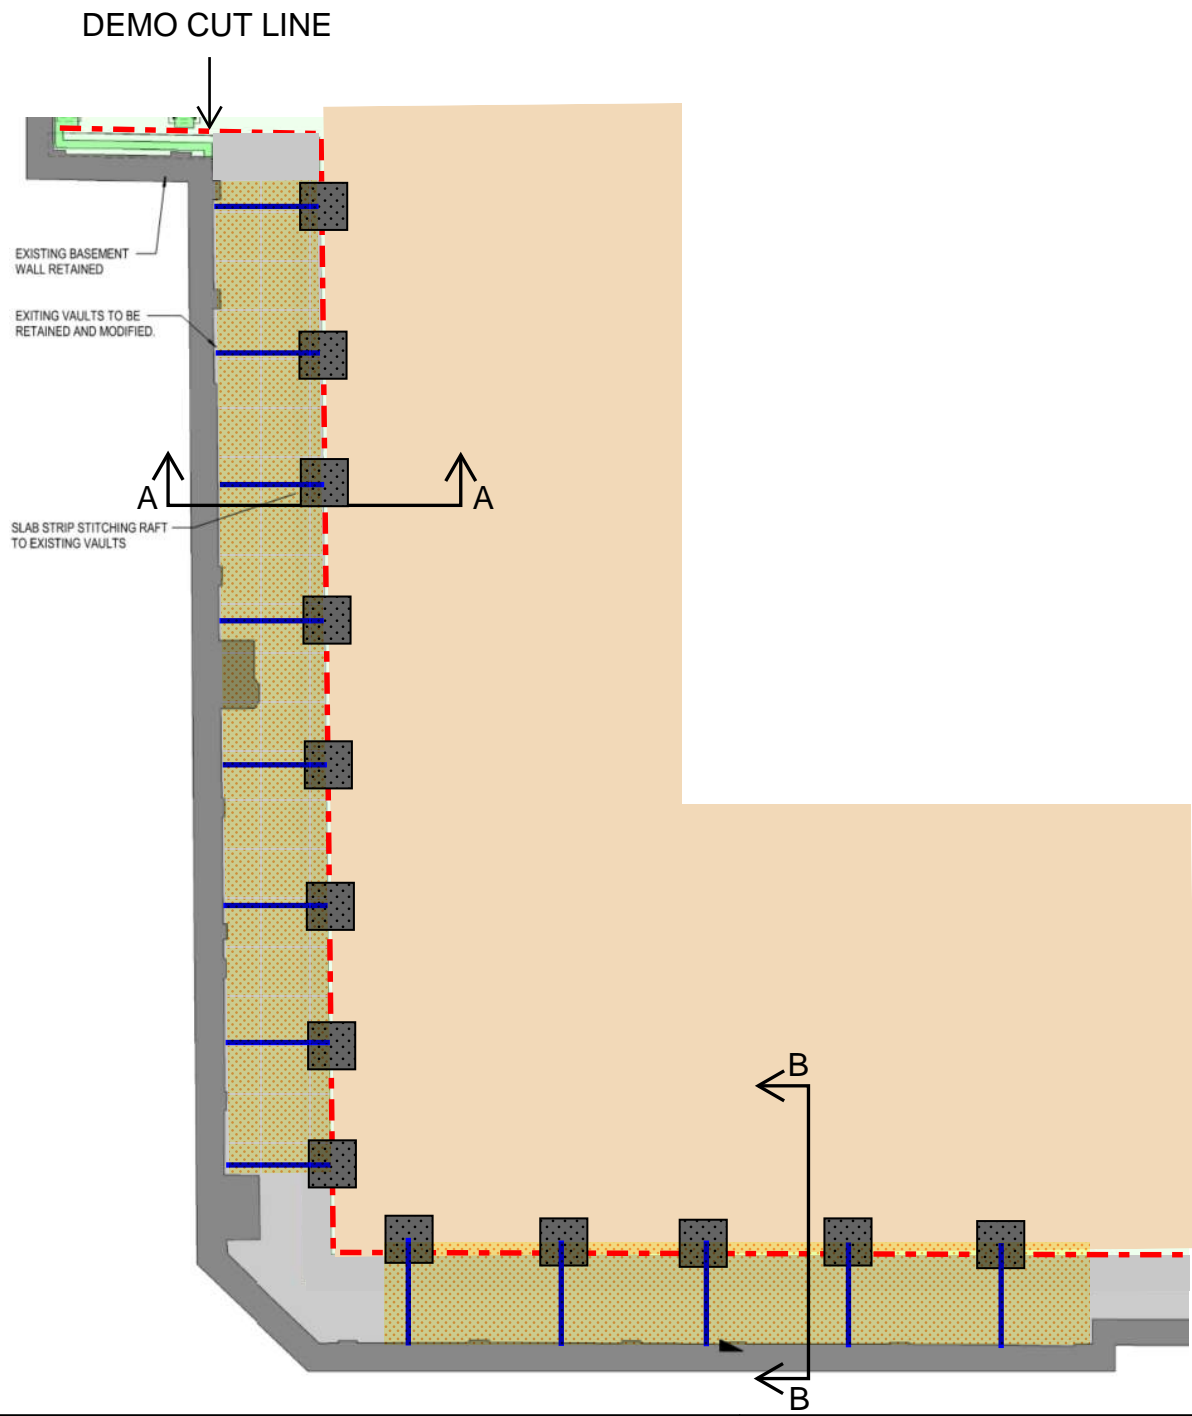 DEMO CUT LINE
EXISTING BASEMENT
WALL RETAINED
EXITING VAULTS TO BE
RETAINED AND MODIFIED.
A
A
SLAB STRIP STITCHING RAFT
TO EXISTING VAULTS
B
B